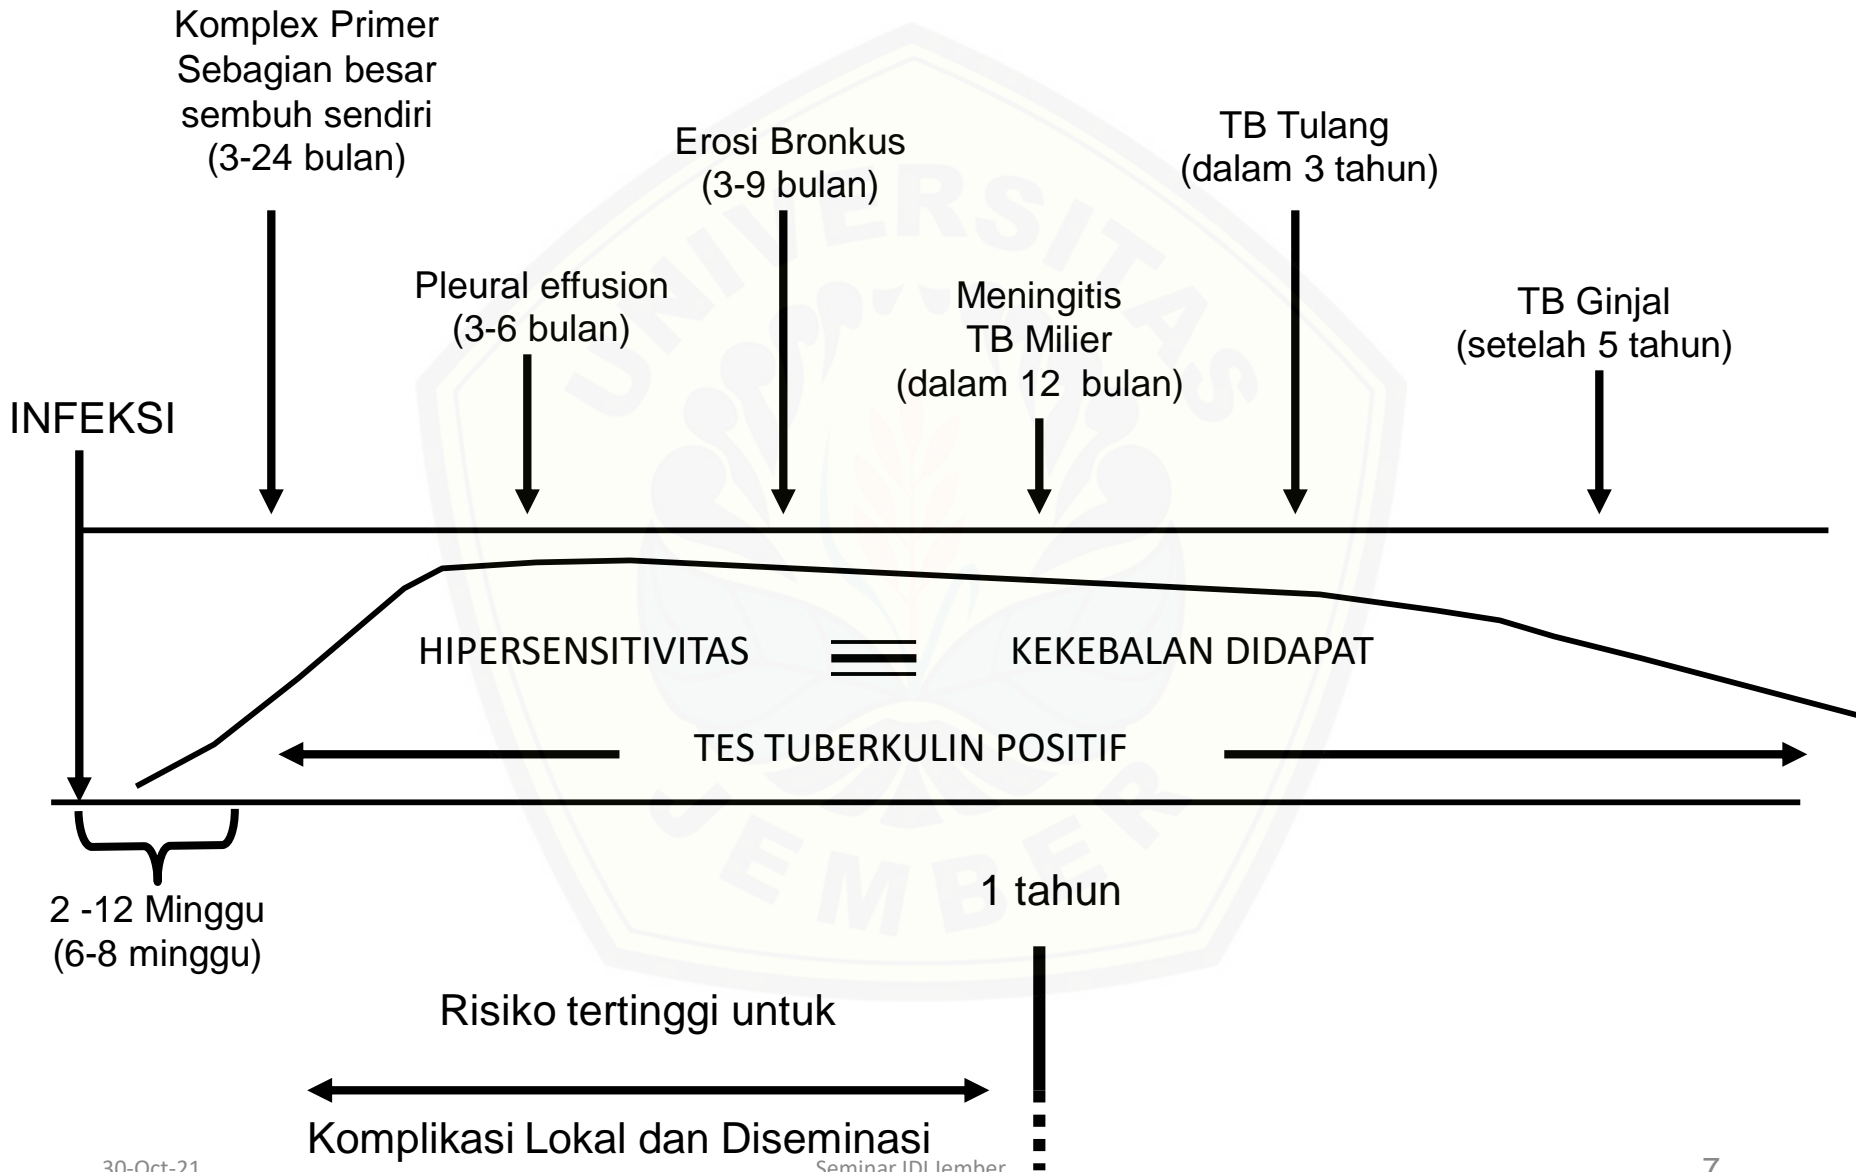 Komplex Primer
Sebagian besar
sembuh sendiri
(3-24 bulan)
Erosi Bronkus
(3-9 bulan)
TB Tulang
(dalam 3 tahun)
Pleural effusion
(3-6 bulan)
Meningitis
TB Milier
(dalam 12  bulan)
TB Ginjal
(setelah 5 tahun)
INFEKSI
HIPERSENSITIVITAS
KEKEBALAN DIDAPAT
TES TUBERKULIN POSITIF
2 -12 Minggu
(6-8 minggu)
1 tahun
Risiko tertinggi untuk
Komplikasi Lokal dan Diseminasi
30-Oct-21
Seminar IDI Jember
7
UNIVERSITAS
JEMBER